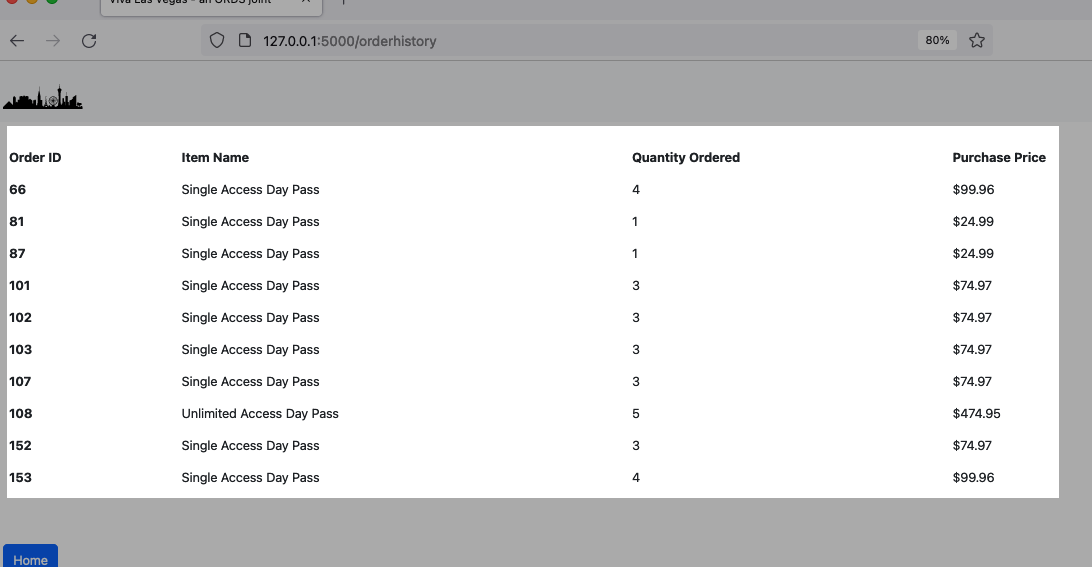 Viva Las Vegas - an ORDS joint
127.0.0.1:5000/orderhistory 80%
Order ID Item Name Quantity Ordered Purchase Price
66 Single Access Day Pass 4 $99.96
81 Single Access Day Pass 1 $24.99
87 Single Access Day Pass 1 $24.99
101 Single Access Day Pass 3 $74.97
102 Single Access Day Pass 3 $74.97
103 Single Access Day Pass 3 $74.97
107 Single Access Day Pass 3 $74.97
108 Unlimited Access Day Pass 5 $474.95
152 Single Access Day Pass 3 $74.97
153 Single Access Day Pass 4 $99.96
Home